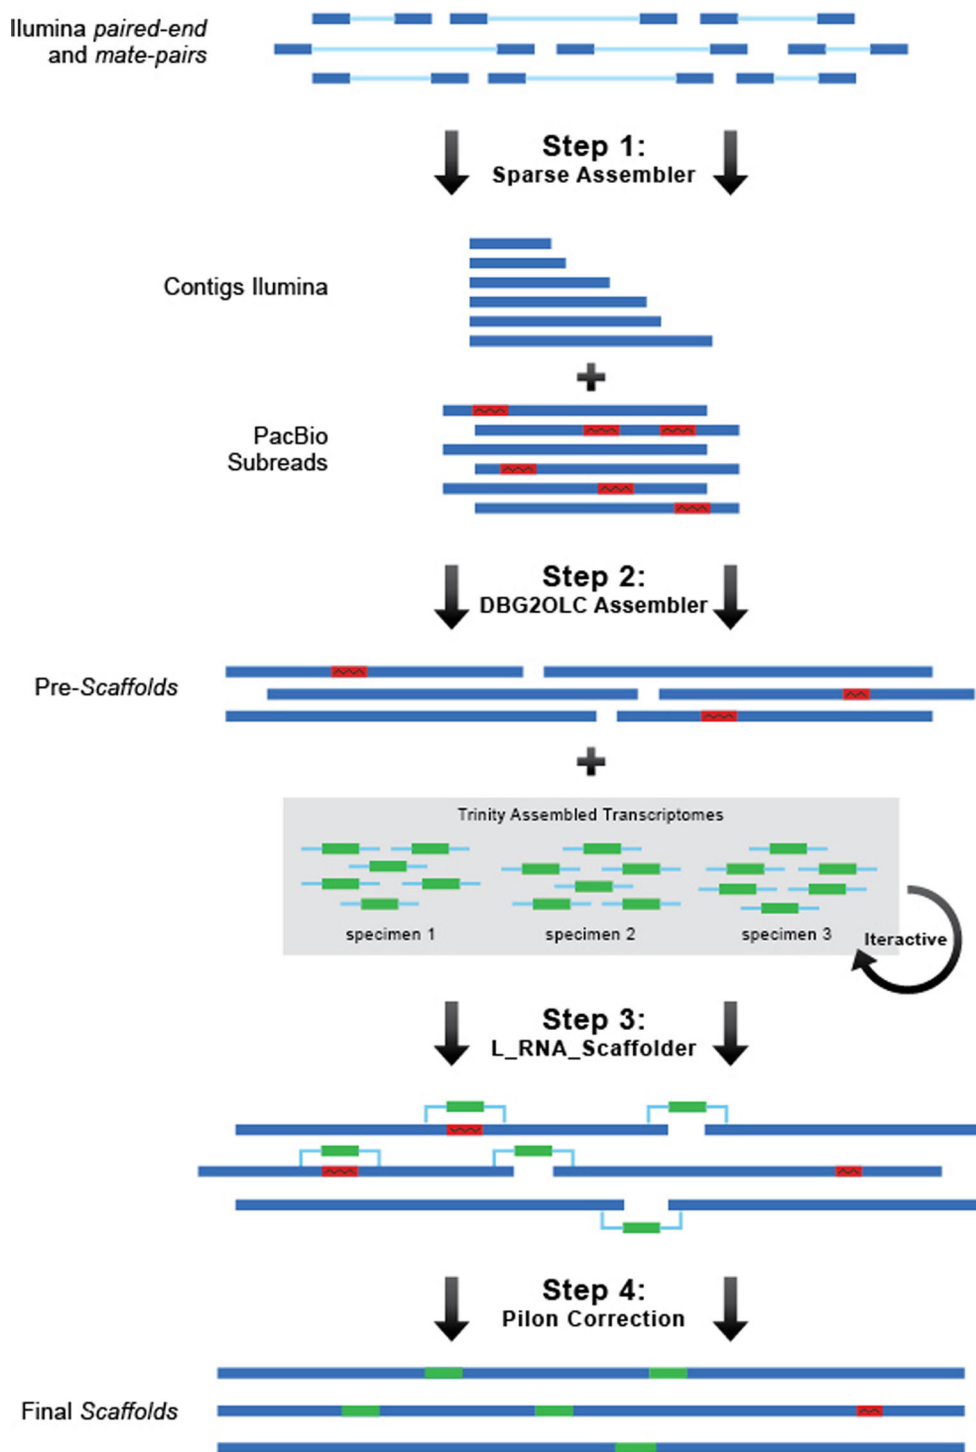 Ilumina paired-end
and mate-pairs
Step 1:
Sparse Assembler
Contigs Ilumina
PacBio
Subreads
Step 2:
DBG2OLC Assembler
Pre-Scaffolds
Trinity Assembled Transcriptomes
specimen 1
specimen 2
specimen 3
Iteractive
Step 3:
L_RNA_Scaffolder
Step 4:
Pilon Correction
Final Scaffolds